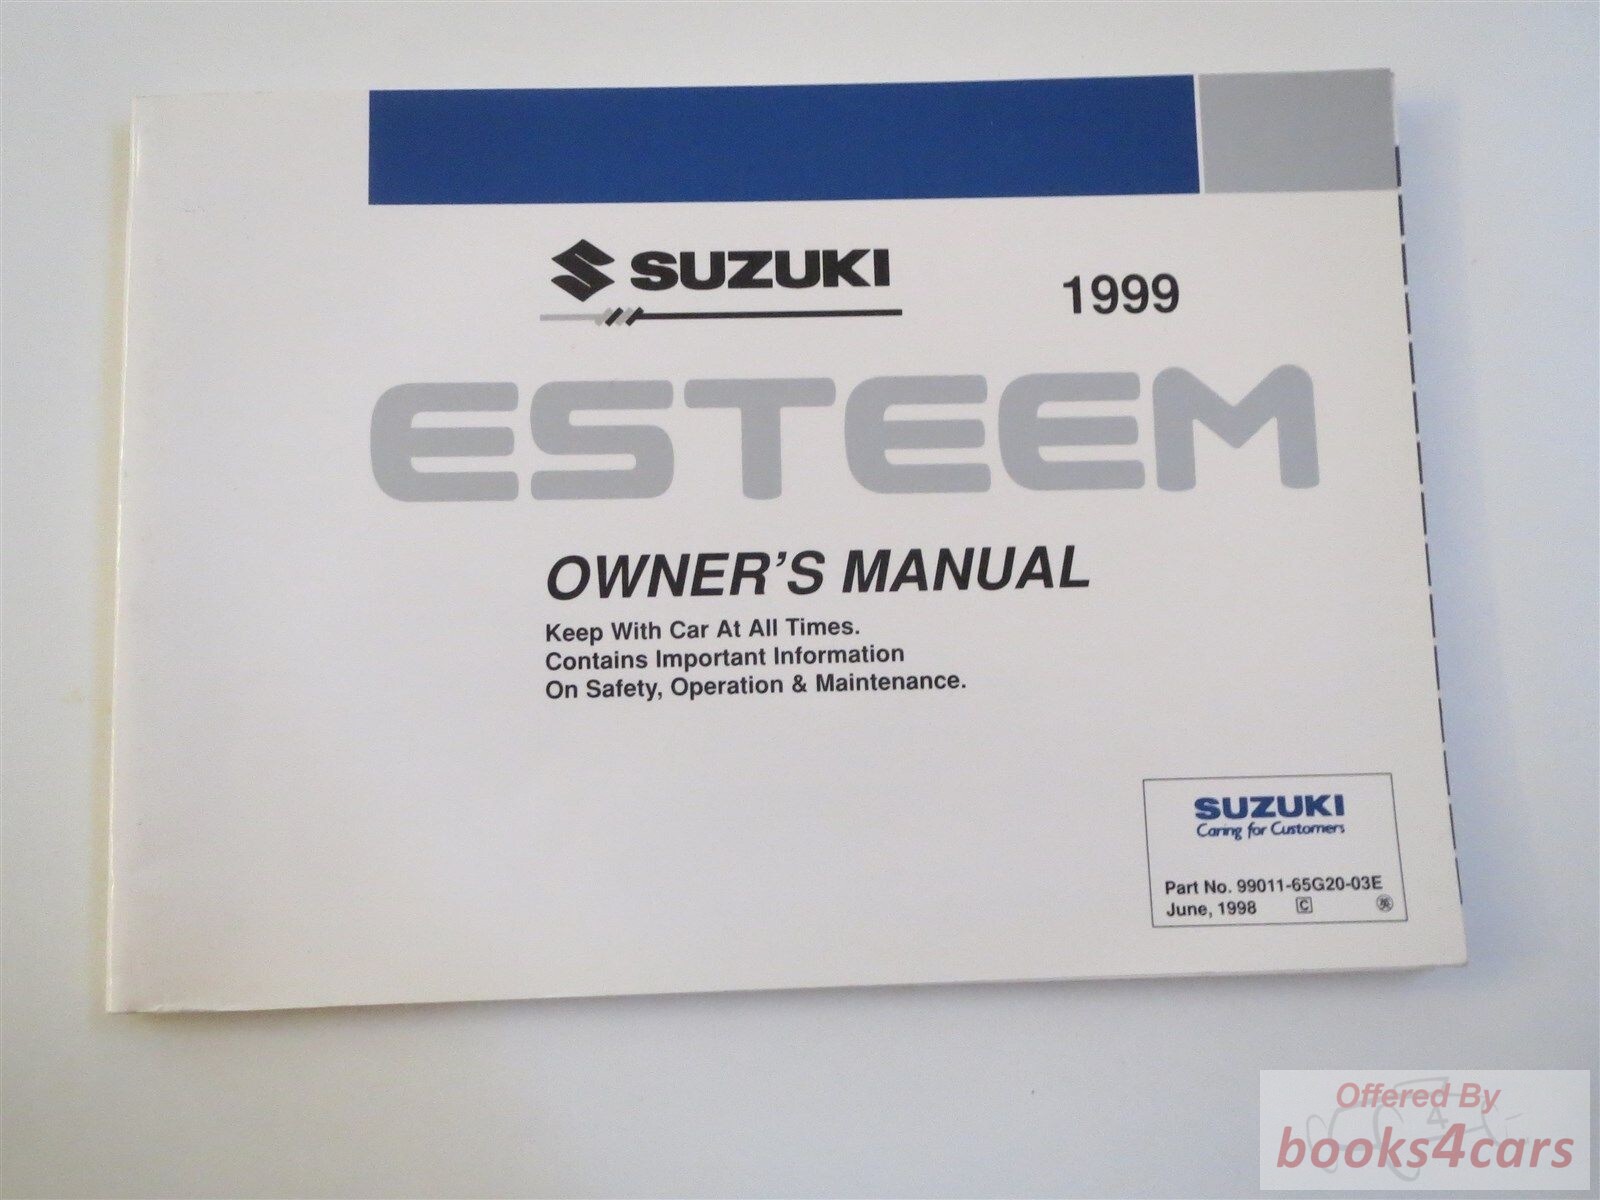 SUZUKI
1999
ESTEEM
OWNER'S MANUAL
Keep With Car At All Times.
Contains Important Information
On Safety, Operation & Maintenance.
SUZUKI
Caring for Customers
Part No. 99011-65G20-03E
June, 1998 C 英
Offered By
books4cars